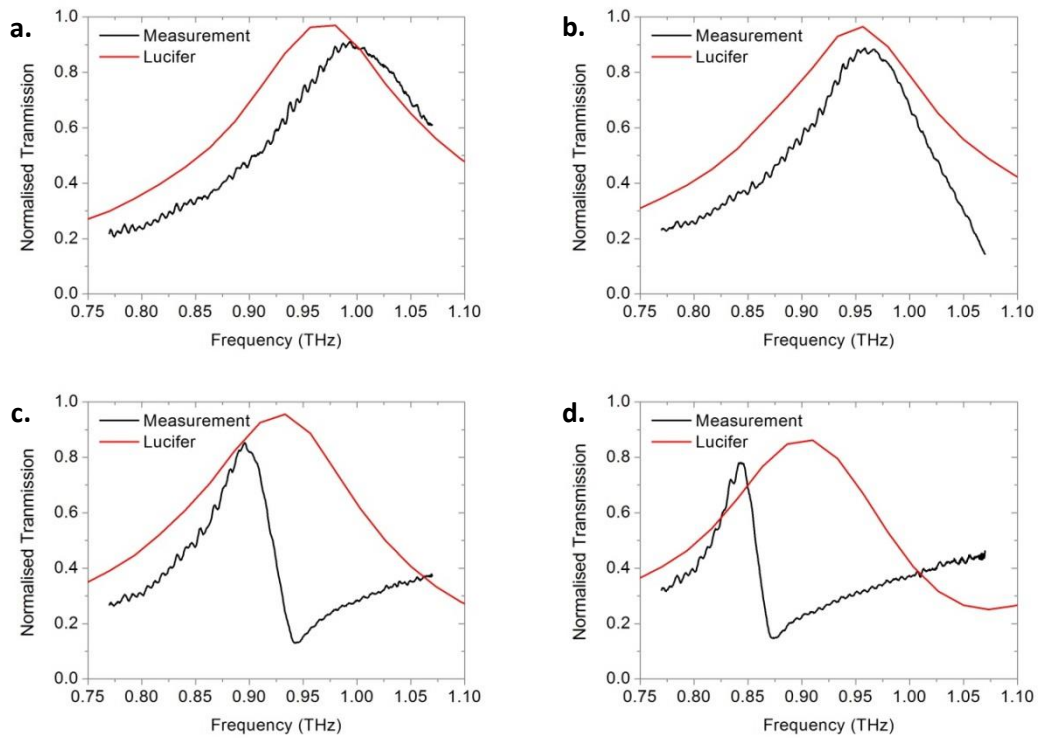 a.
Measurement
Lucifer
Normalised Tranmission
1.0
0.8
0.6
0.4
0.2
0.0
0.75 0.80 0.85 0.90 0.95 1.00 1.05 1.10
Frequency (THz)
b.
Measurement
Lucifer
Normalised Tranmission
1.0
0.8
0.6
0.4
0.2
0.0
0.75 0.80 0.85 0.90 0.95 1.00 1.05 1.10
Frequency (THz)
c.
Measurement
Lucifer
Normalised Tranmission
1.0
0.8
0.6
0.4
0.2
0.0
0.75 0.80 0.85 0.90 0.95 1.00 1.05 1.10
Frequency (THz)
d.
Measurement
Lucifer
Normalised Transmission
1.0
0.8
0.6
0.4
0.2
0.0
0.75 0.80 0.85 0.90 0.95 1.00 1.05 1.10
Frequency (THz)